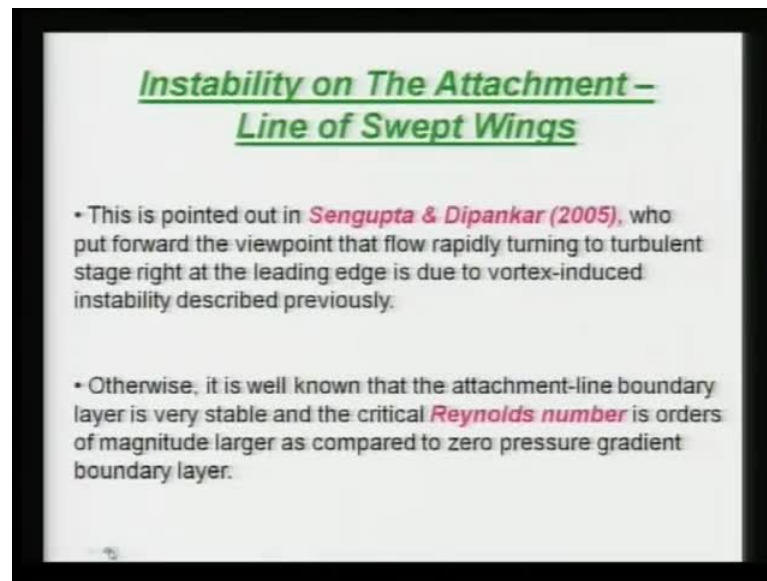 Instability on The Attachment –
Line of Swept Wings
• This is pointed out in Sengupta & Dipankar (2005), who
put forward the viewpoint that flow rapidly turning to turbulent
stage right at the leading edge is due to vortex-induced
instability described previously.
• Otherwise, it is well known that the attachment-line boundary
layer is very stable and the critical Reynolds number is orders
of magnitude larger as compared to zero pressure gradient
boundary layer.